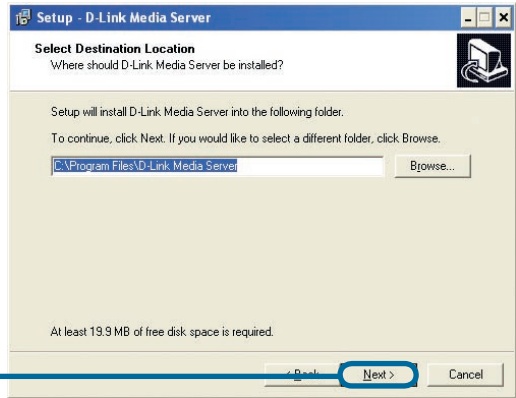 Setup - D-Link Media Server
Select Destination Location
Where should D-Link Media Server be installed?
Setup will install D-Link Media Server into the following folder.
To continue, click Next. If you would like to select a different folder, click Browse.
C:\Program Files\D-Link Media Server
Browse...
At least 19.9 MB of free disk space is required.
< Back
Next >
Cancel